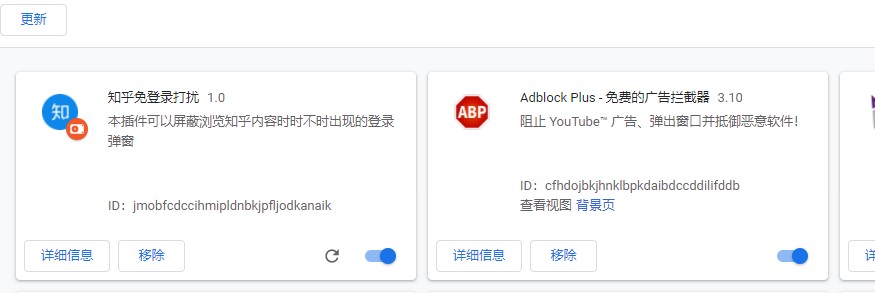 更新
知
知乎免登录打扰 1.0
本插件可以屏蔽浏览知乎内容时时不时出现的登录
弹窗
ID：jmobfcdccihmipldnbkjpfljodkanaik
详细信息
移除
ABP
Adblock Plus - 免费的广告拦截器 3.10
阻止 YouTube™ 广告、弹出窗口并抵御恶意软件！
ID：cfhdojbkjhnklbpkdaibdccddilifddb
查看视图 背景页
详细信息
移除
详